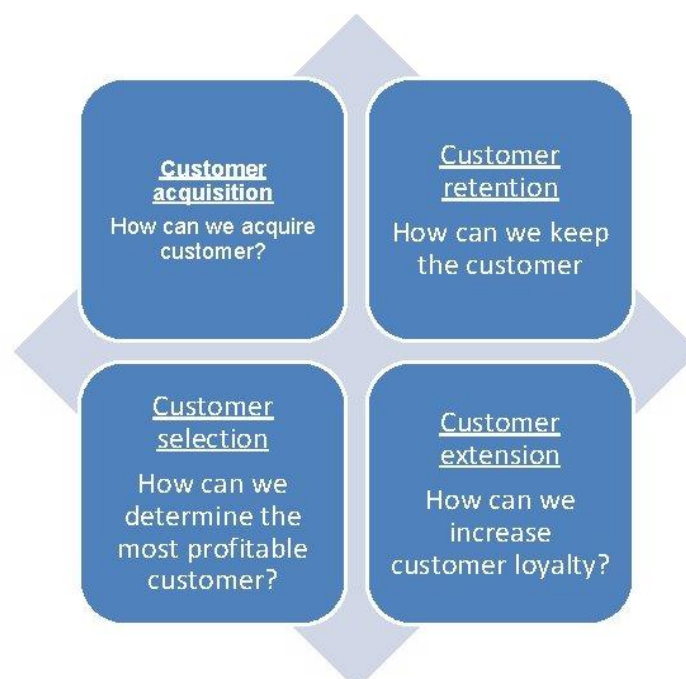 Customer
acquisition
How can we acquire
customer?
Customer
retention
How can we keep
the customer
Customer
selection
How can we
determine the
most profitable
customer?
Customer
extension
How can we
increase
customer loyalty?